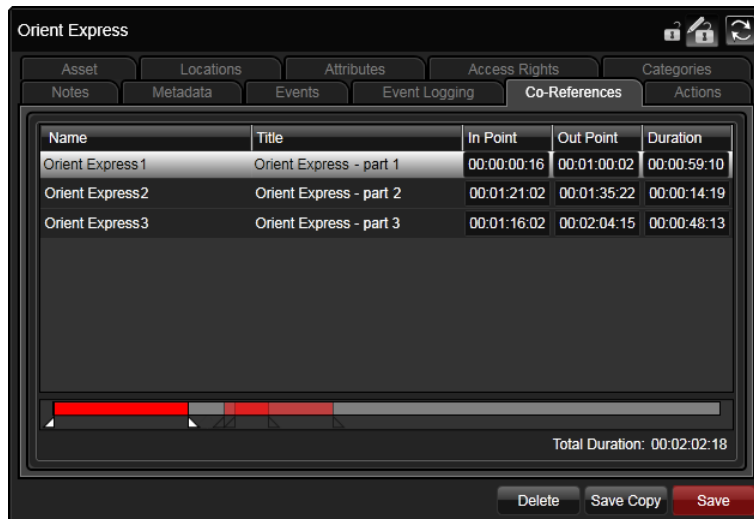 Orient Express
Asset Locations Attributes Access Rights Categories
Notes Metadata Events Event Logging Co-References Actions
Name Title In Point Out Point Duration
Orient Express1 Orient Express - part 1 00:00:00:16 00:01:00:02 00:00:59:10
Orient Express2 Orient Express - part 2 00:01:21:02 00:01:35:22 00:00:14:19
Orient Express3 Orient Express - part 3 00:01:16:02 00:02:04:15 00:00:48:13
Total Duration: 00:02:02:18
Delete Save Copy Save